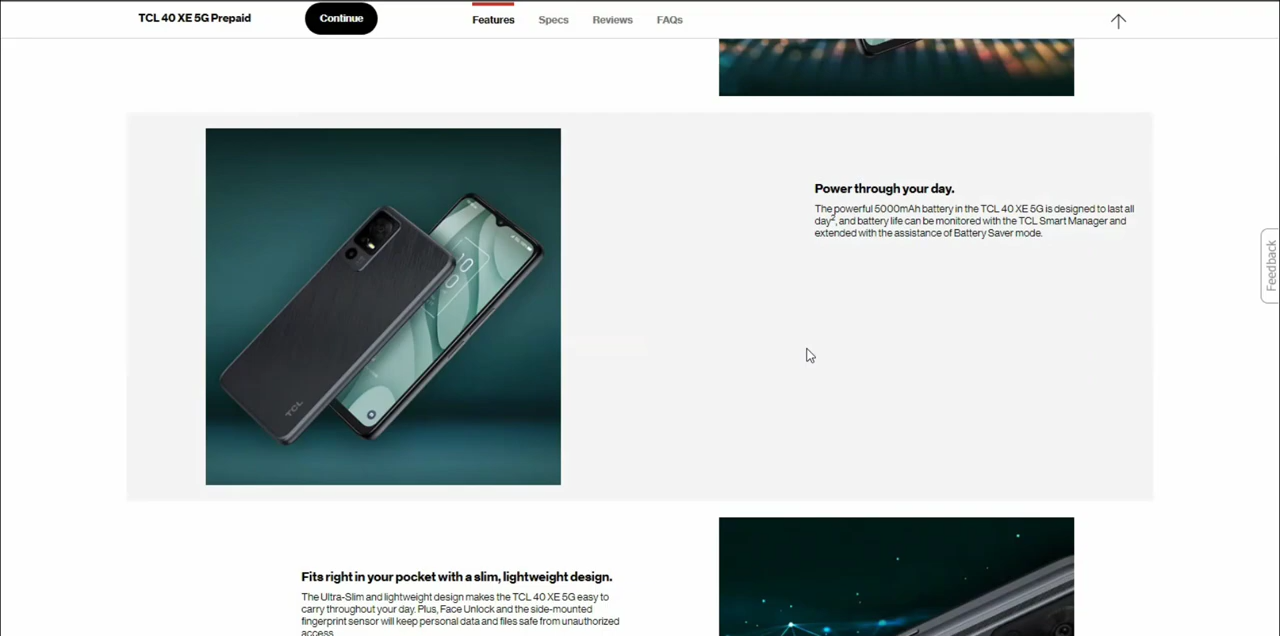 TCL 40 XE 5G Prepaid
Continue
Features
Specs
Reviews
FAQs
Power through your day.
The powerful 5000mAh battery in the TCL 40 XE 5G is designed to last all
day², and battery life can be monitored with the TCL Smart Manager and
extended with the assistance of Battery Saver mode.
Feedback
TCL
Fits right in your pocket with a slim, lightweight design.
The Ultra-Slim and lightweight design makes the TCL 40 XE 5G easy to
carry throughout your day. Plus, Face Unlock and the side-mounted
fingerprint sensor will keep personal data and files safe from unauthorized
access.